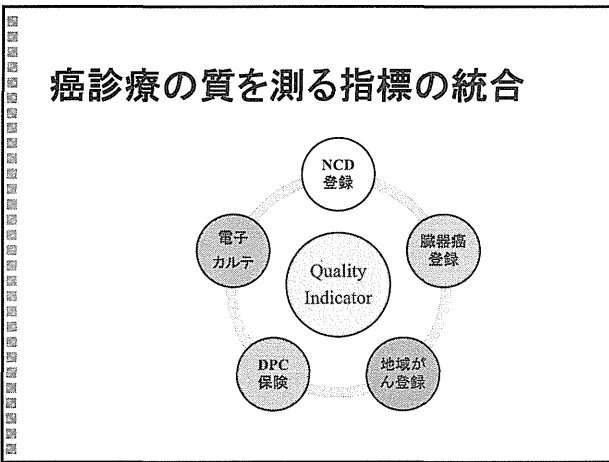 癌診療の質を測る指標の統合
NCD
登録
電子
カルテ
臓器癌
登録
Quality
Indicator
DPC
保険
地域が
ん登録